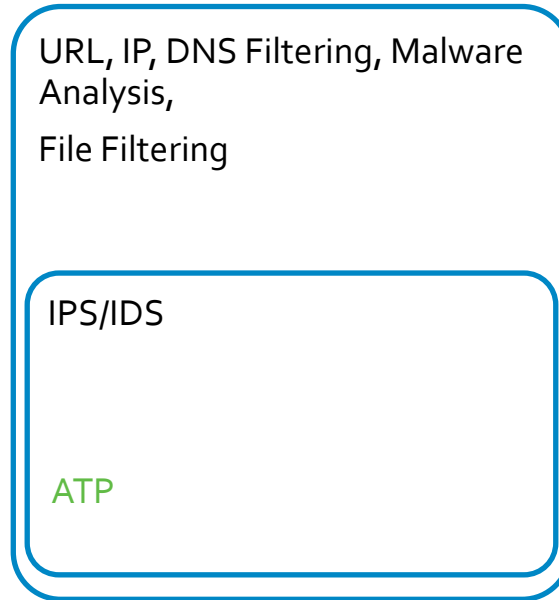 URL, IP, DNS Filtering, Malware
Analysis,
File Filtering
IPS/IDS
ATP